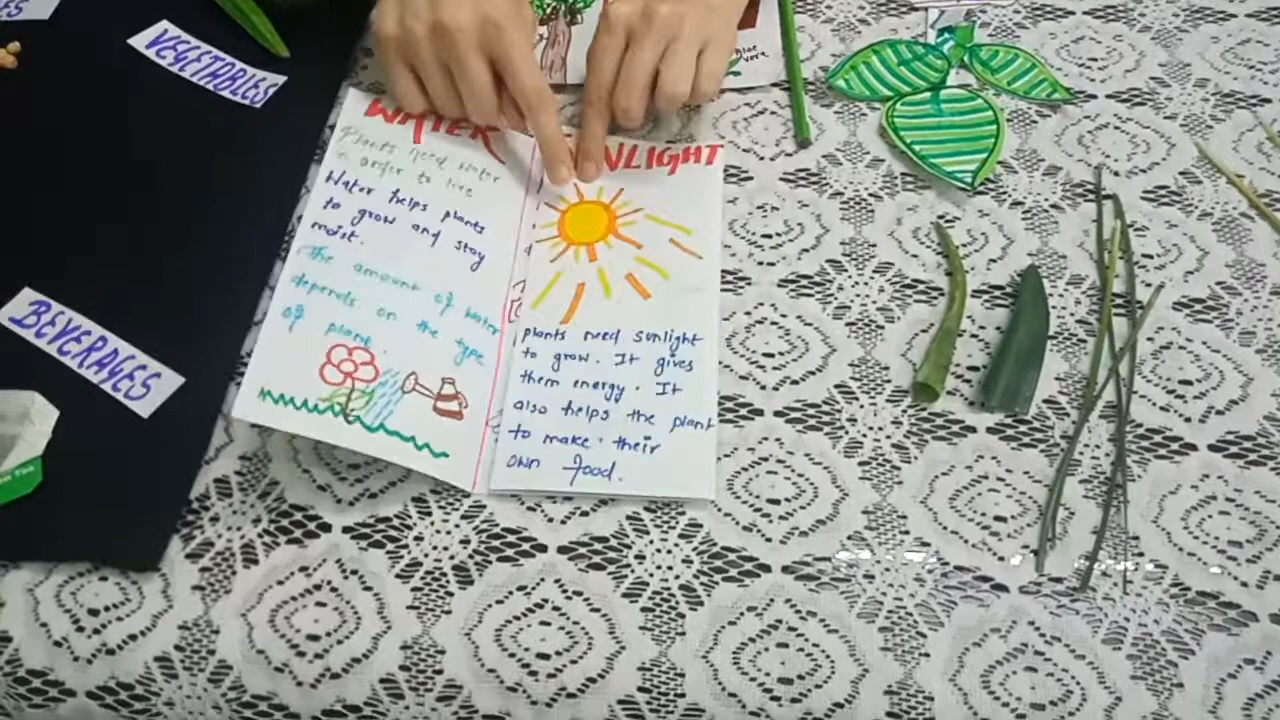 VEGETABLES
BEVERAGES
WATER
Plants need water
in order to live
Water helps plants
to grow and stay
moist.
The amount of water
depends on the type
of plant.
NLIGHT
plants need sunlight
to grow. It gives
them energy. It
also helps the plant
to make their
own food.
Aloe
vera